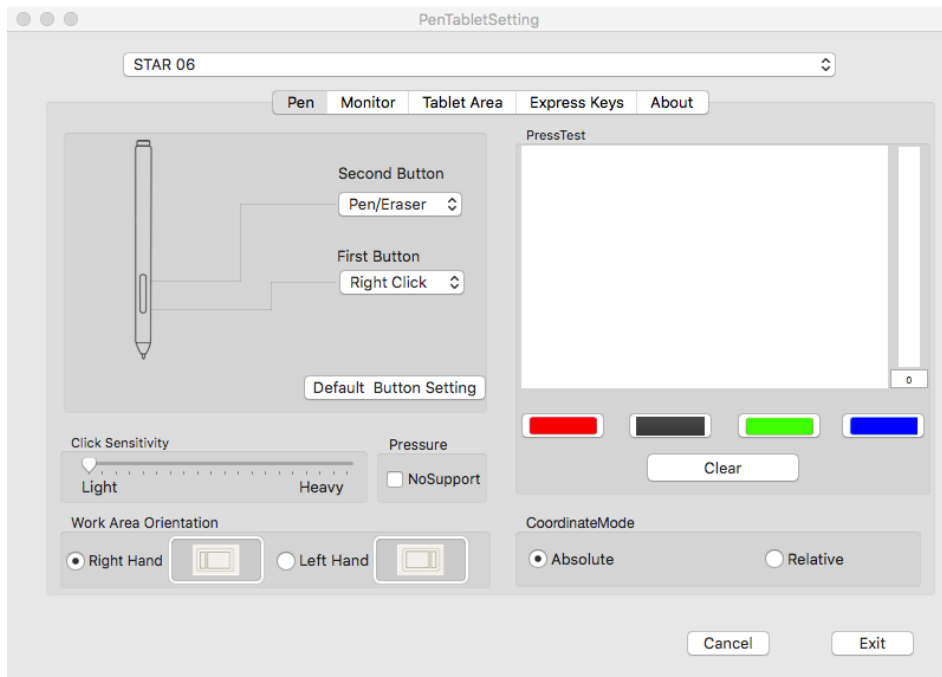 PenTabletSetting
STAR 06
Pen Monitor Tablet Area Express Keys About
Second Button
Pen/Eraser
First Button
Right Click
Default Button Setting
PressTest
0
Clear
Click Sensitivity
Light Heavy
Pressure
NoSupport
Work Area Orientation
Right Hand Left Hand
CoordinateMode
Absolute Relative
Cancel Exit